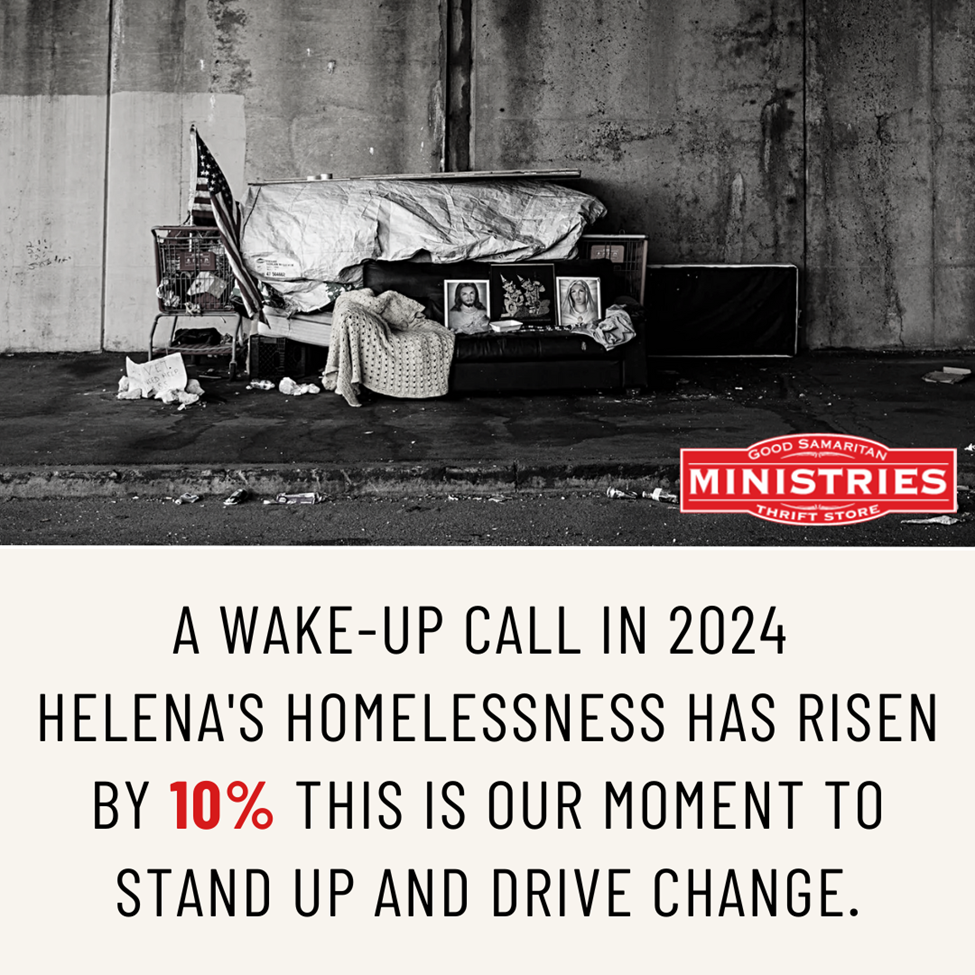 GOOD SAMARITAN
MINISTRIES
THRIFT STORE
A WAKE-UP CALL IN 2024
HELENA'S HOMELESSNESS HAS RISEN
BY 10% THIS IS OUR MOMENT TO
STAND UP AND DRIVE CHANGE.